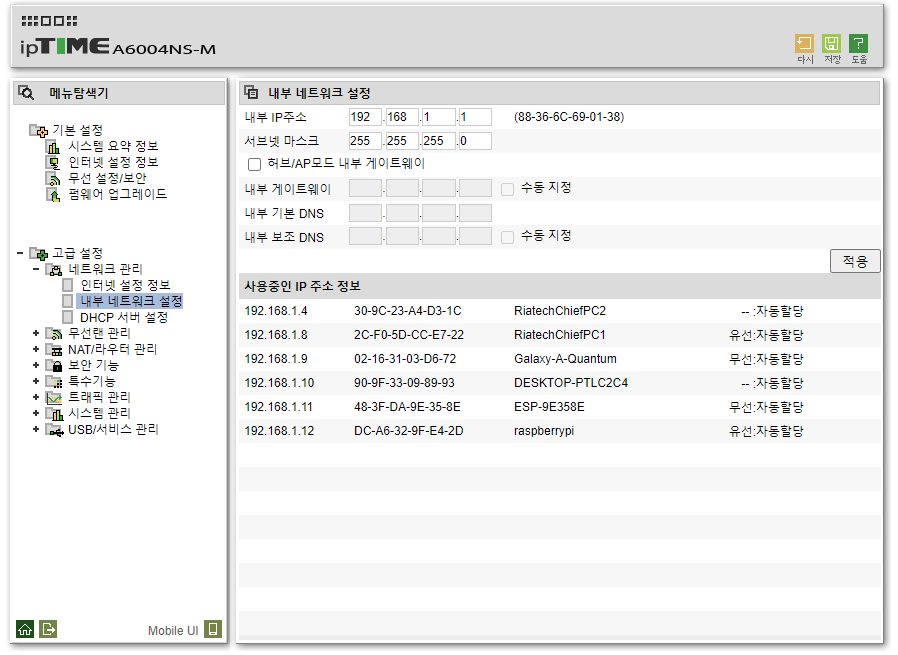 ipTIME A6004NS-M
다시 저장 도움
메뉴탐색기
기본 설정
시스템 요약 정보
인터넷 설정 정보
무선 설정/보안
펌웨어 업그레이드
고급 설정
네트워크 관리
인터넷 설정 정보
내부 네트워크 설정
DHCP 서버 설정
무선랜 관리
NAT/라우터 관리
보안 기능
특수기능
트래픽 관리
시스템 관리
USB/서비스 관리
Mobile UI
내부 네트워크 설정
내부 IP주소 192.168.1.1 (88-36-6C-69-01-38)
서브넷 마스크 255.255.255.0
허브/AP모드 내부 게이트웨이
내부 게이트웨이 . . . 수동 지정
내부 기본 DNS . . .
내부 보조 DNS . . . 수동 지정
적용
사용중인 IP 주소 정보
192.168.1.4 30-9C-23-A4-D3-1C RiatechChiefPC2 -- :자동할당
192.168.1.8 2C-F0-5D-CC-E7-22 RiatechChiefPC1 유선:자동할당
192.168.1.9 02-16-31-03-D6-72 Galaxy-A-Quantum 무선:자동할당
192.168.1.10 90-9F-33-09-89-93 DESKTOP-PTLC2C4 -- :자동할당
192.168.1.11 48-3F-DA-9E-35-8E ESP-9E358E 무선:자동할당
192.168.1.12 DC-A6-32-9F-E4-2D raspberrypi 유선:자동할당